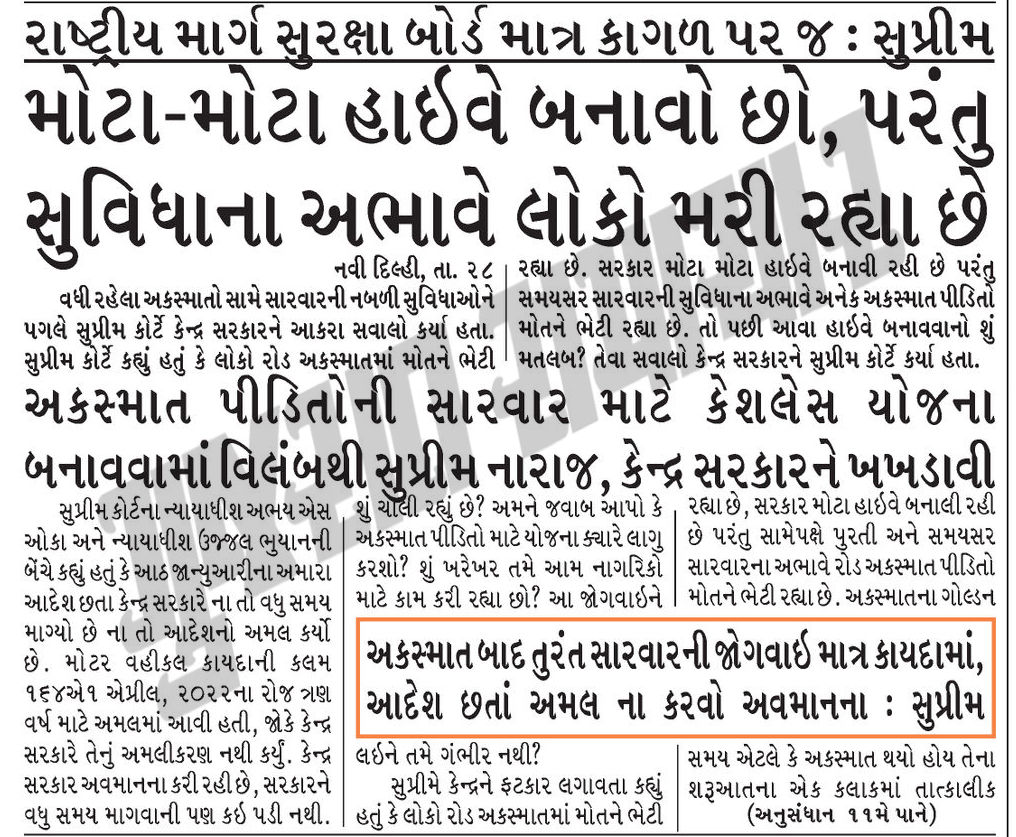 રાષ્ટ્રીય માર્ગ સુરક્ષા બોર્ડ માત્ર કાગળ પર જ : સુપ્રીમ
મોટા-મોટા હાઇવે બનાવો છો, પરંતુ
સુવિધાના અભાવે લોકો મરી રહ્યા છે
નવી દિલ્હી, તા. ૨૮
વધી રહેલા અકસ્માતો સામે સારવારની નબળી સુવિધાઓને
પગલે સુપ્રીમ કોર્ટે કેન્દ્ર સરકારને આકરા સવાલો કર્યા હતા.
સુપ્રીમ કોર્ટે કહ્યું હતું કે લોકો રોડ અકસ્માતમાં મોતને ભેટી
રહ્યા છે. સરકાર મોટા મોટા હાઇવે બનાવી રહી છે પરંતુ
સમયસર સારવારની સુવિધાના અભાવે અનેક અકસ્માત પીડિતો
મોતને ભેટી રહ્યા છે. તો પછી આવા હાઇવે બનાવવાનો શું
મતલબ? તેવા સવાલો કેન્દ્ર સરકારને સુપ્રીમ કોર્ટે કર્યા હતા.
અકસ્માત પીડિતોની સારવાર માટે કેશલેસ યોજના
બનાવવામાં વિલંબથી સુપ્રીમ નારાજ, કેન્દ્ર સરકારને ખખડાવી
સુપ્રીમ કોર્ટના ન્યાયાધીશ અભય એસ
ઓકા અને ન્યાયાધીશ ઉજ્જલ ભુયાનની
બેંચે કહ્યું હતું કે આઠ જાન્યુઆરીના અમારા
આદેશ છતા કેન્દ્ર સરકારે ના તો વધુ સમય
માગ્યો છે ના તો આદેશનો અમલ કર્યો
છે. મોટર વહીકલ કાયદાની કલમ
૧૬૪એ૧ એપ્રીલ, ૨૦૨૨ના રોજ ત્રણ
વર્ષ માટે અમલમાં આવી હતી, જોકે કેન્દ્ર
સરકારે તેનું અમલીકરણ નથી કર્યું. કેન્દ્ર
સરકાર અવમાનના કરી રહી છે, સરકારને
વધુ સમય માગવાની પણ કઇ પડી નથી.
શું ચાલી રહ્યું છે? અમને જવાબ આપો કે
અકસ્માત પીડિતો માટે યોજના ક્યારે લાગુ
કરશો? શું ખરેખર તમે આમ નાગરિકો
માટે કામ કરી રહ્યા છો? આ જોગવાઇને
અકસ્માત બાદ તુરંત સારવારની જોગવાઇ માત્ર કાયદામાં,
આદેશ છતાં અમલ ના કરવો અવમાનના : સુપ્રીમ
લઇને તમે ગંભીર નથી?
સુપ્રીમે કેન્દ્રને ફટકાર લગાવતા કહ્યું
હતું કે લોકો રોડ અકસ્માતમાં મોતને ભેટી
રહ્યા છે, સરકાર મોટા હાઇવે બનાલી રહી
છે પરંતુ સામેપક્ષે પુરતી અને સમયસર
સારવારના અભાવે રોડ અકસ્માત પીડિતો
મોતને ભેટી રહ્યા છે. અકસ્માતના ગોલ્ડન
સમય એટલે કે અકસ્માત થયો હોય તેના
શરૂઆતના એક કલાકમાં તાત્કાલીક
(અનુસંધાન ૧૧મે પાને)
ગુજરાત સમાચાર